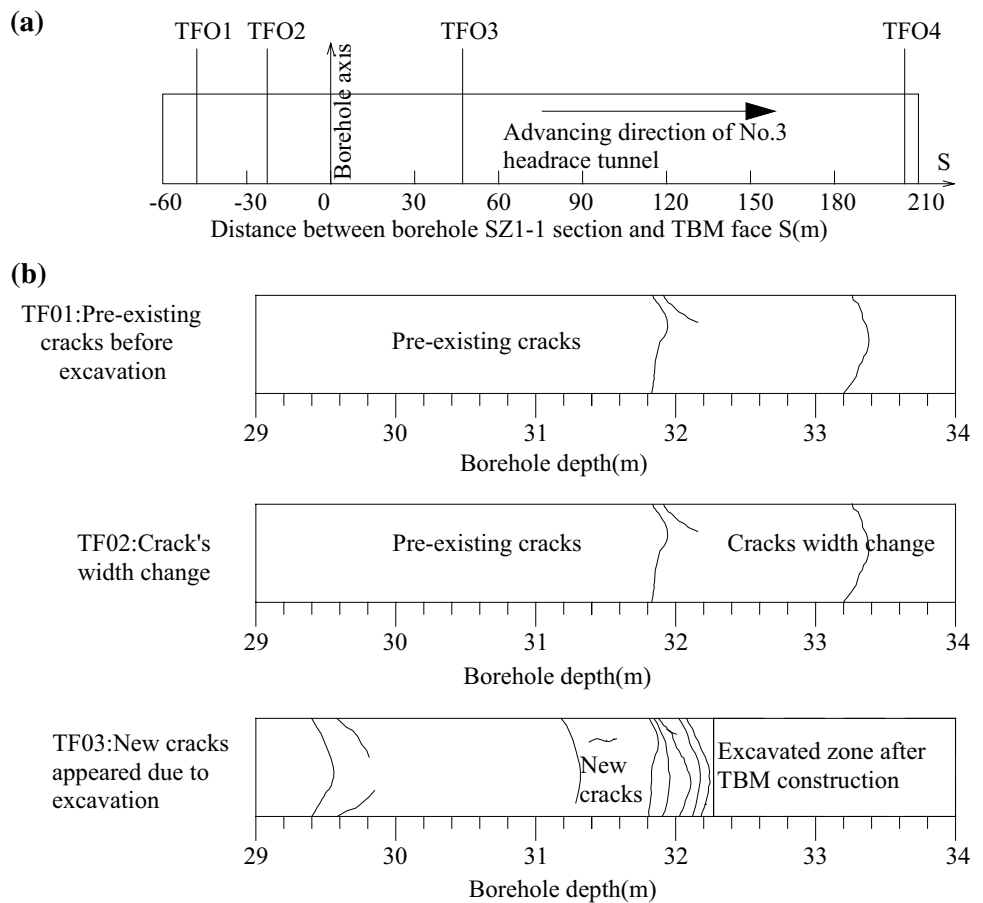 (a)
TFO1 TFO2 TFO3 TFO4
Borehole axis
Advancing direction of No.3
headrace tunnel
S
-60 -30 0 30 60 90 120 150 180 210
Distance between borehole SZ1-1 section and TBM face S(m)
(b)
TF01:Pre-existing
cracks before
excavation
Pre-existing cracks
29 30 31 32 33 34
Borehole depth(m)
TF02:Crack's
width change
Pre-existing cracks
Cracks width change
29 30 31 32 33 34
Borehole depth(m)
TF03:New cracks
appeared due to
excavation
New
cracks
Excavated zone after
TBM construction
29 30 31 32 33 34
Borehole depth(m)